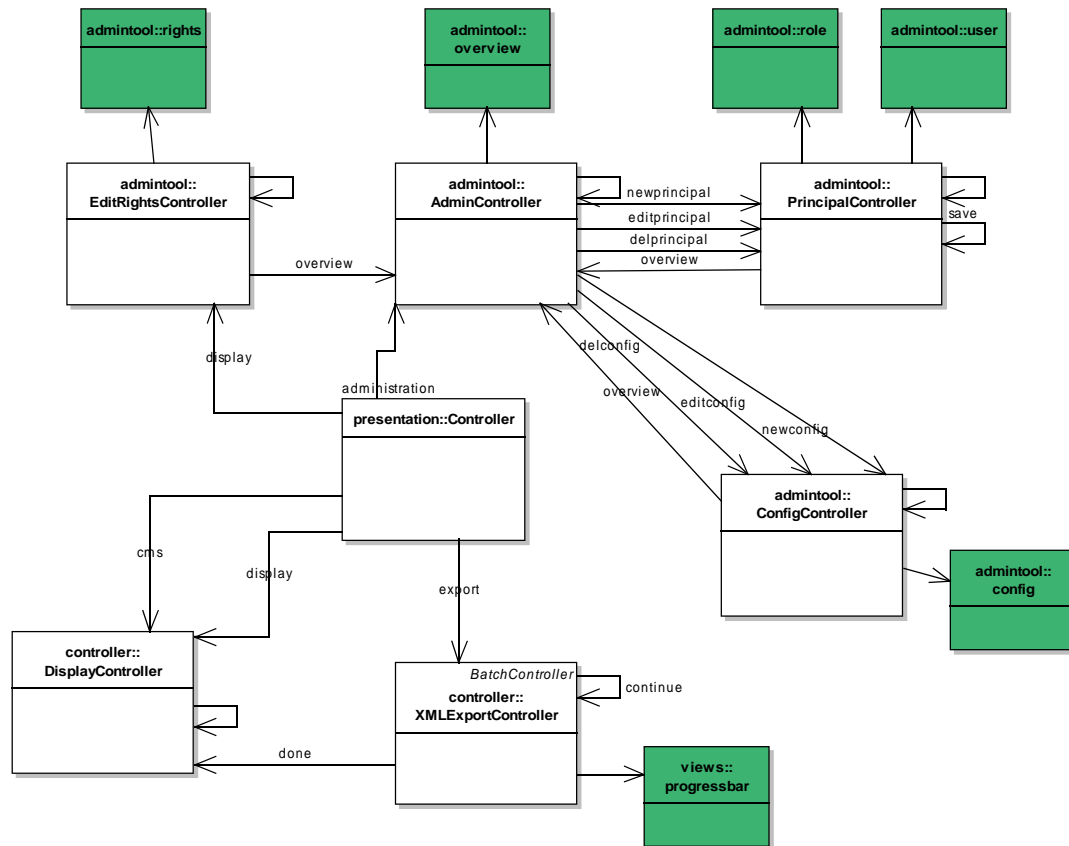 admintool::rights
admintool::
overview
admintool::role
admintool::user
admintool::
EditRightsController
admintool::
AdminController
newprincipal
editprincipal
delprincipal
overview
admintool::
PrincipalController
save
overview
display
administration
delconfig
overview
editconfig
newconfig
presentation::Controller
admintool::
ConfigController
admintool::
config
cms
display
export
controller::
DisplayController
BatchController
controller::
XMLExportController
continue
done
views::
progressbar